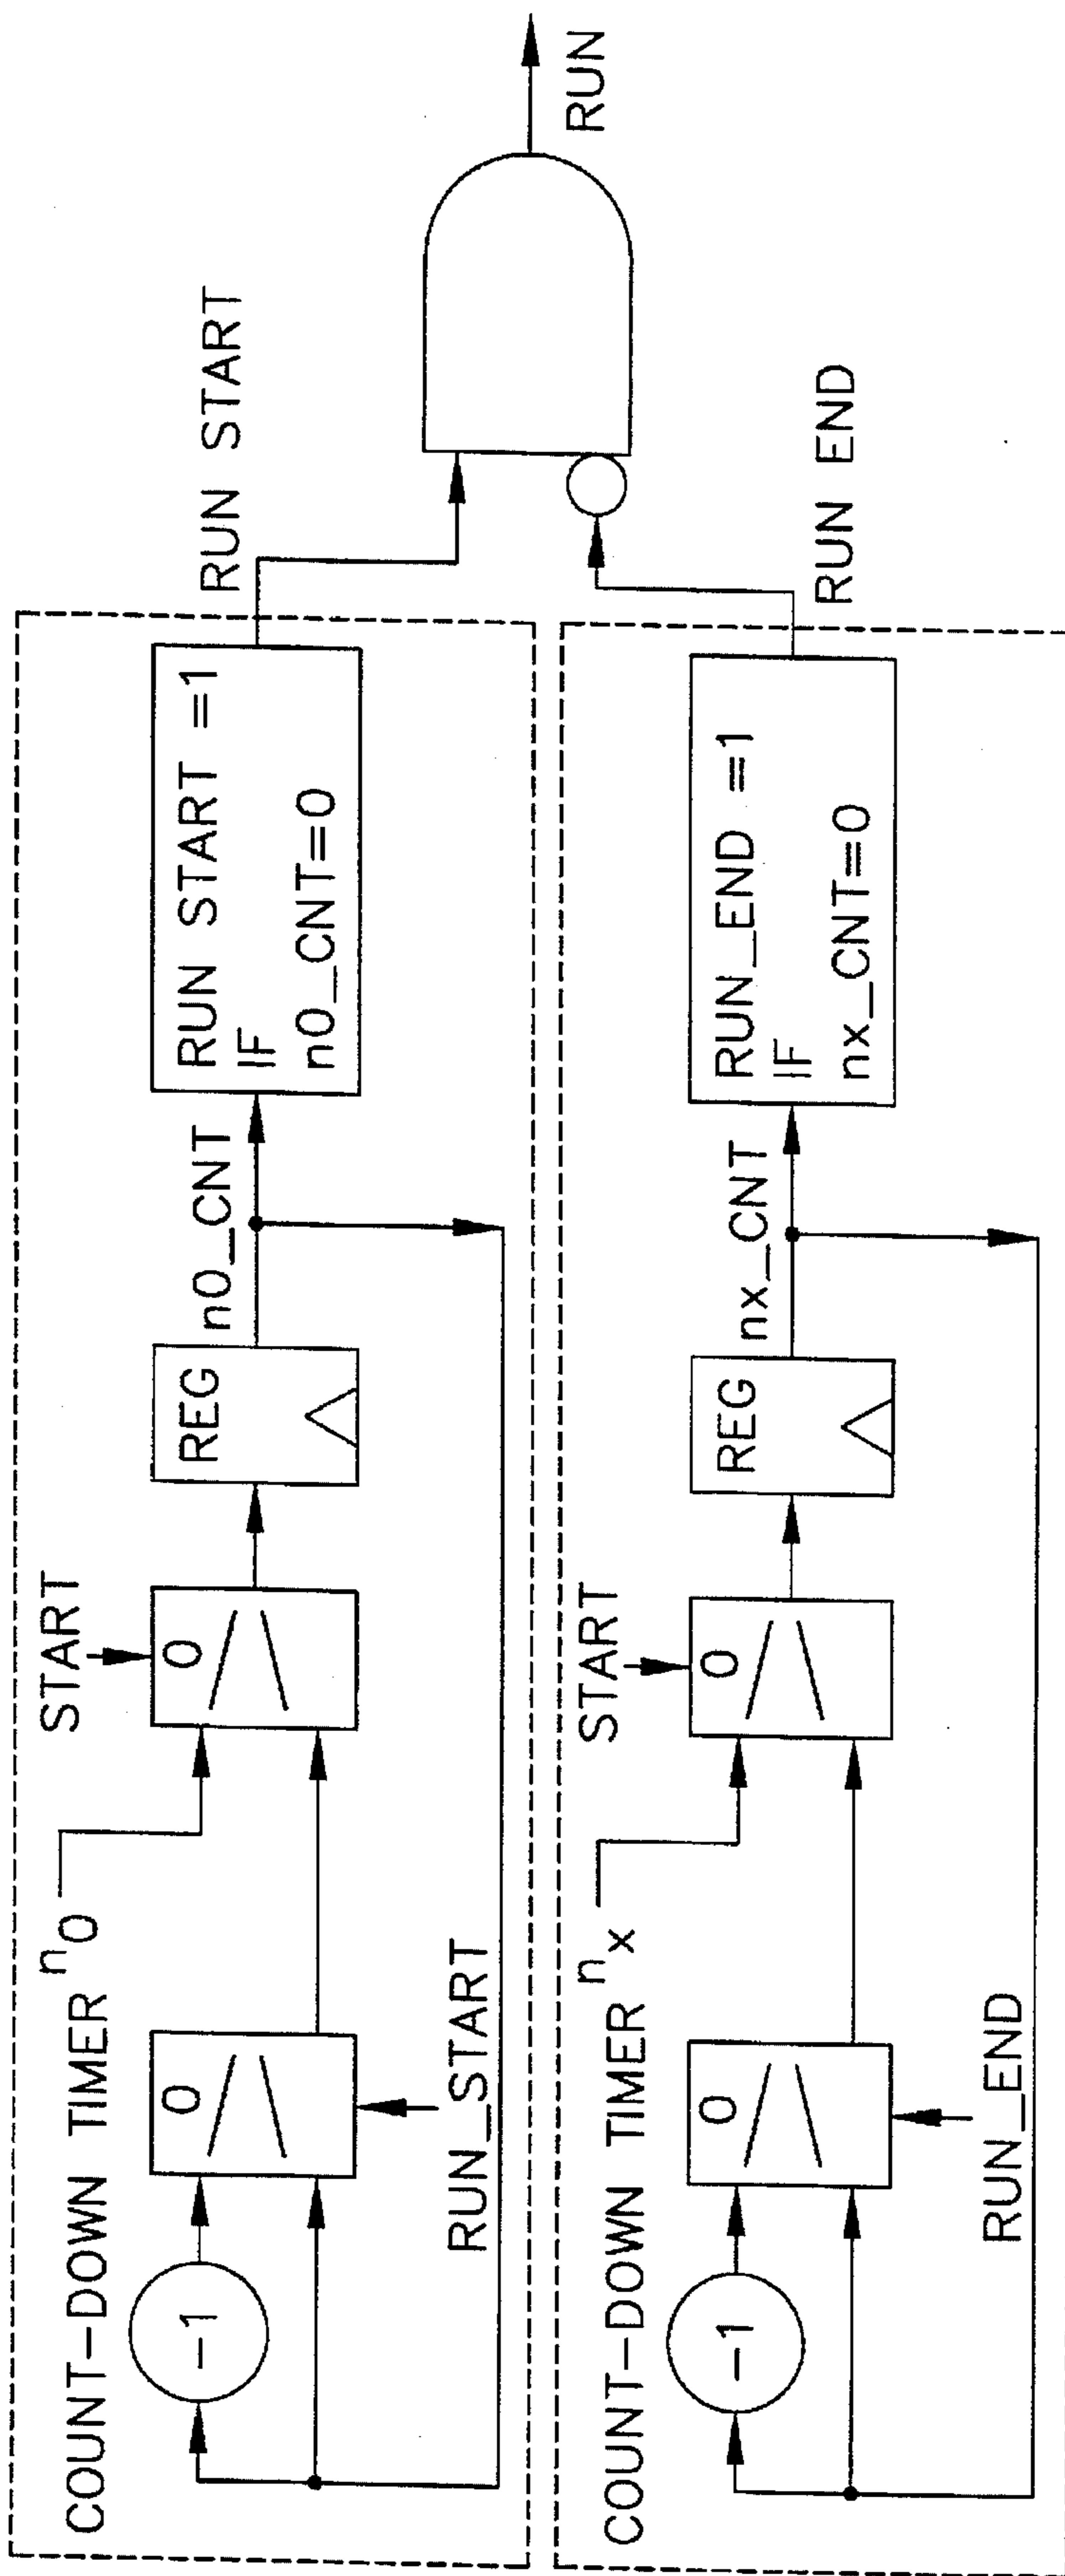 COUNT-DOWN TIMER
n0
START
-1
0
0
REG
n0_CNT
RUN START =1
IF
n0_CNT=0
RUN START
RUN_START
RUN
COUNT-DOWN TIMER
nx
START
-1
0
0
REG
nx_CNT
RUN_END =1
IF
nx_CNT=0
RUN END
RUN_END